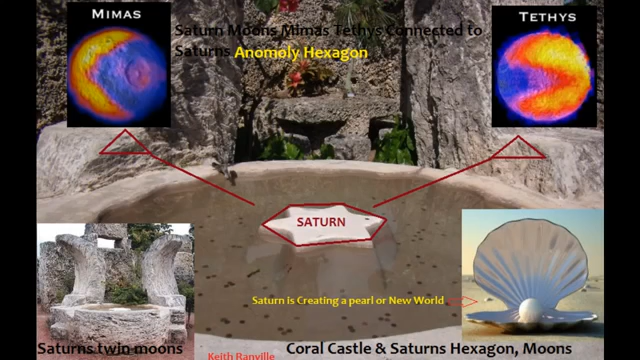 MIMAS
TETHYS
Saturn Moons Mimas Tethys Connected to
Saturns Anomoly Hexagon
SATURN
Saturn is Creating a pearl or New World
Saturns twin moons
Keith Ranville
Coral Castle & Saturns Hexagon, Moons